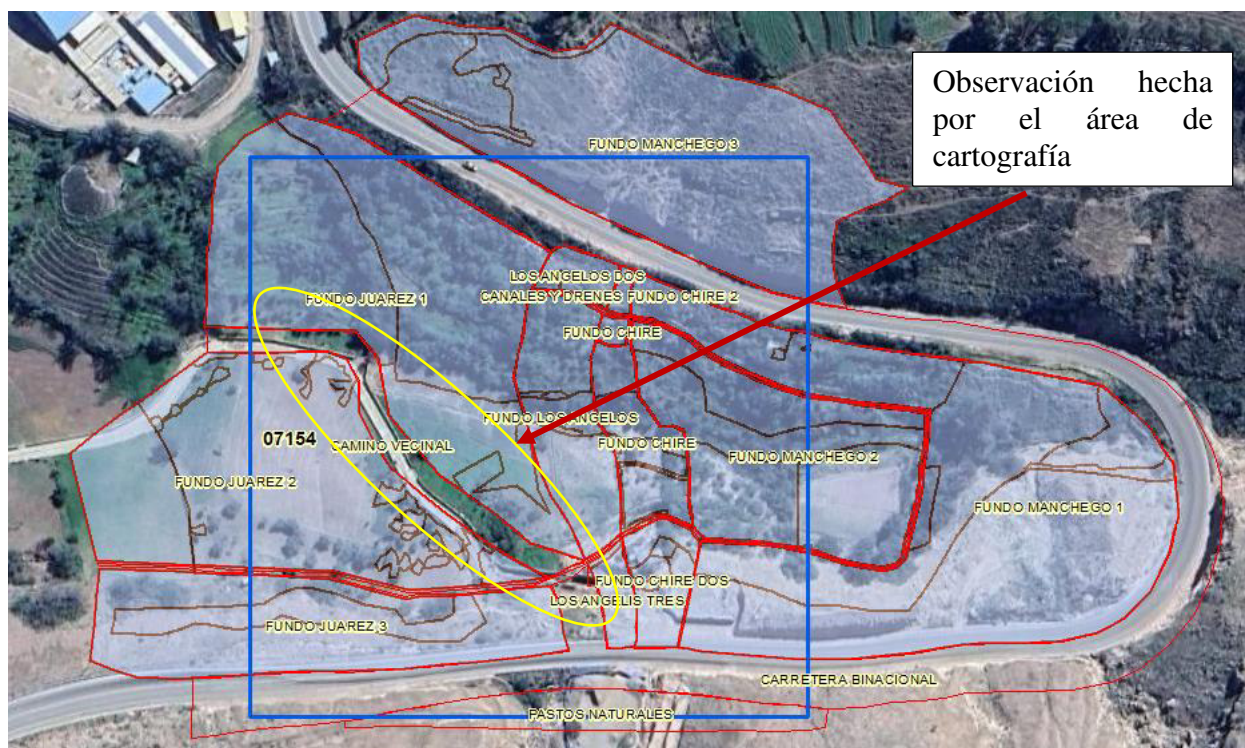 Observación hecha
por el área de
cartografía
FUNDO MANCHEGO 3
LOS ANGELOS DOS
FUNDO JUAREZ 1
CANALES Y DRENES FUNDO CHIRE 2
FUNDO CHIRE
FUNDO LOS ANGELOS
07154
CAMINO VECINAL
FUNDO CHIRE
FUNDO MANCHEGO 2
FUNDO JUAREZ 2
FUNDO MANCHEGO 1
FUNDO CHIRE DOS
LOS ANGELIS TRES
FUNDO JUAREZ 3
CARRETERA BINACIONAL
PASTOS NATURALES